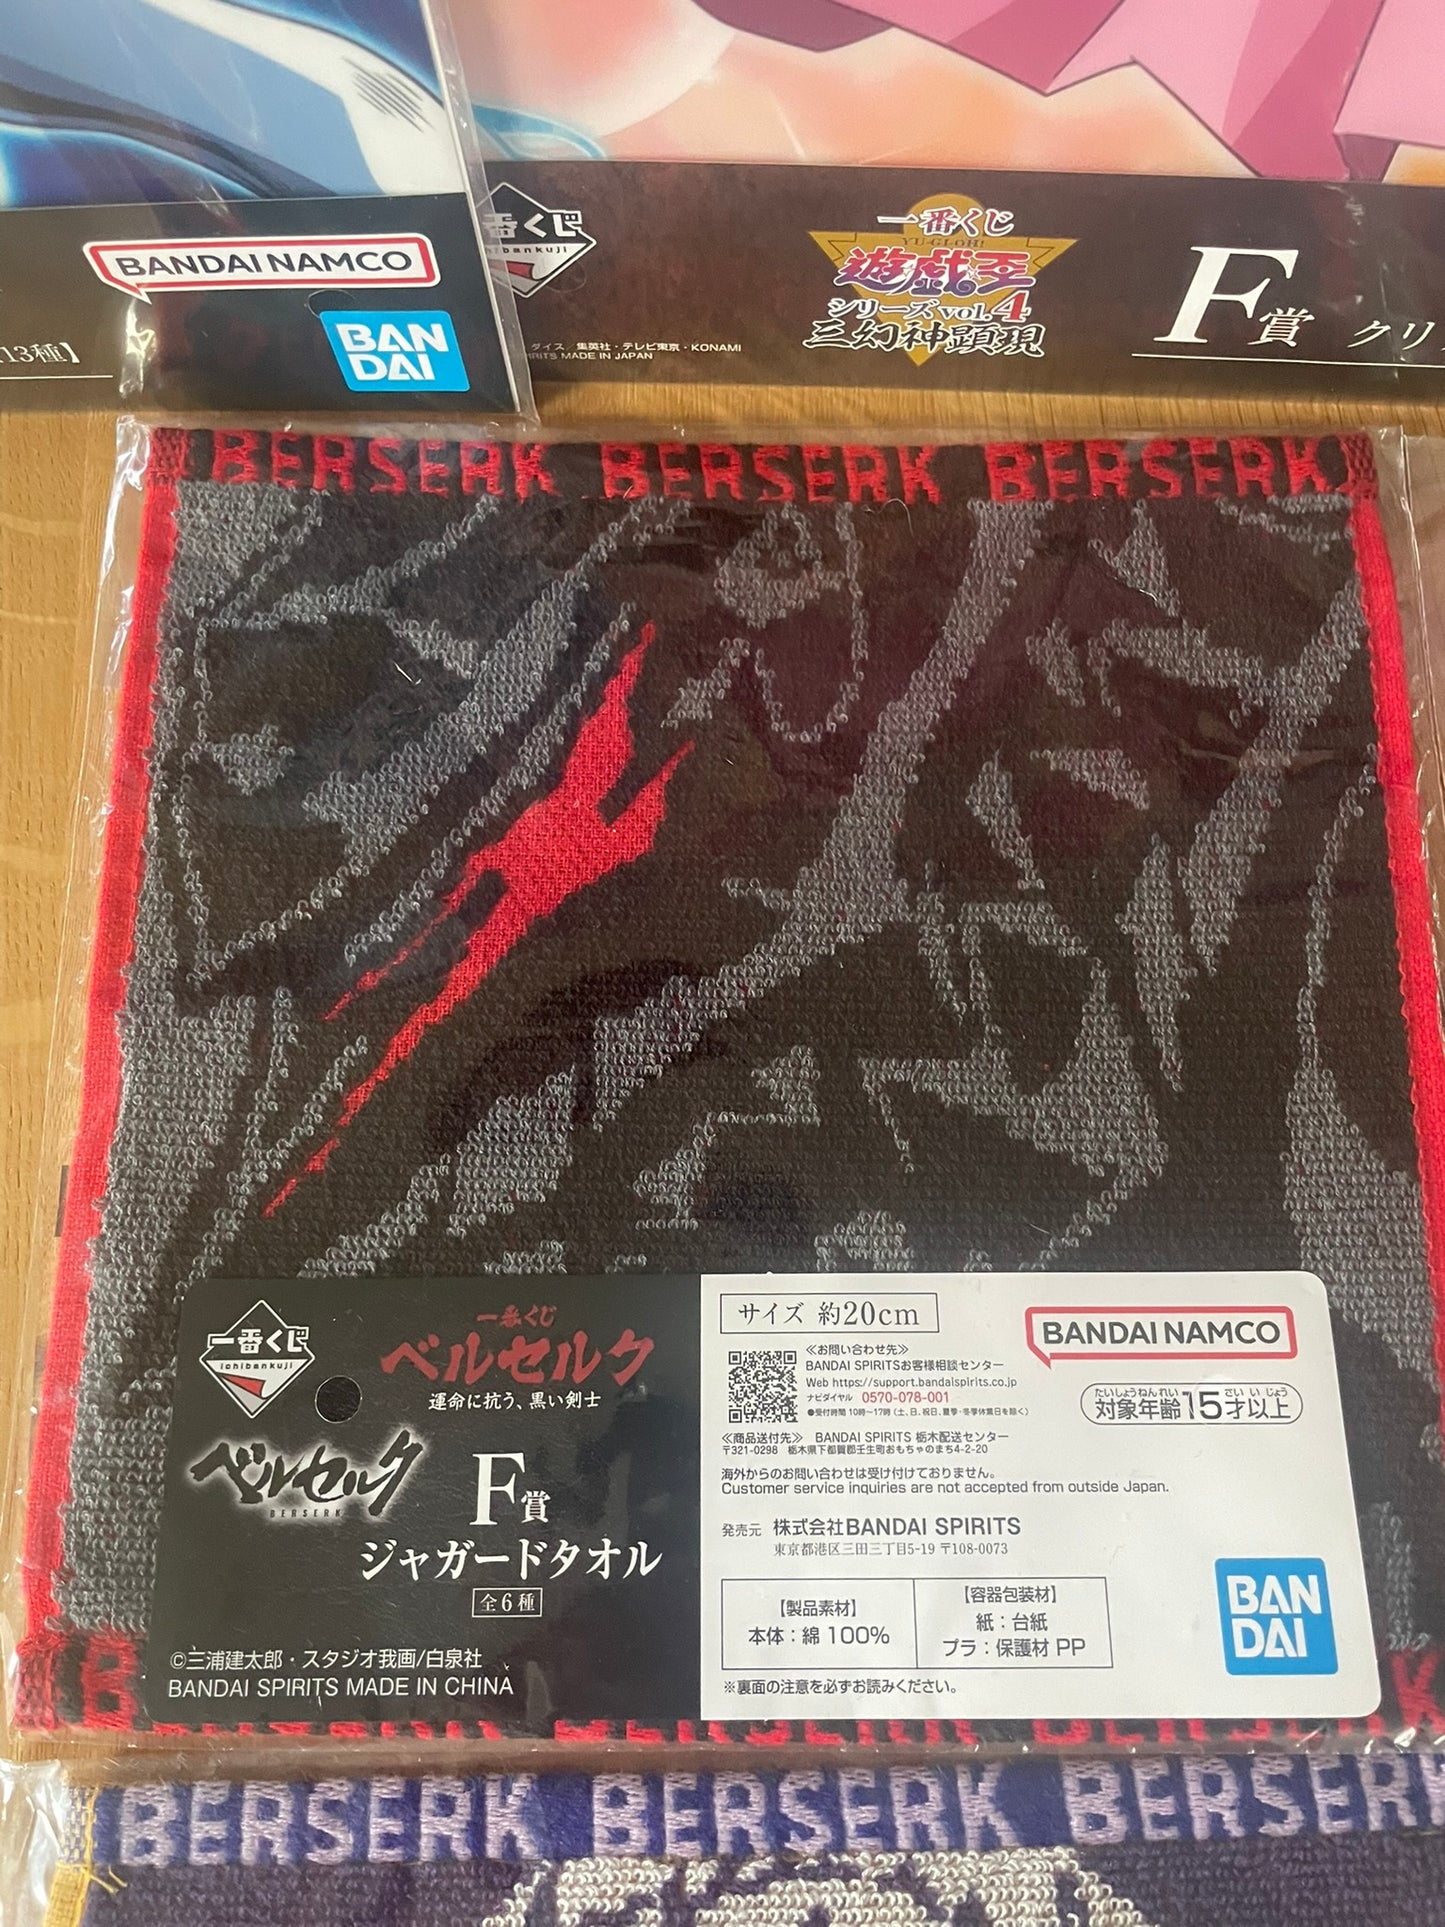 BANDAI NAMCO
BAN
DAI
13種】
番くじ
ichibankuji
ダイス／集英社・テレビ東京・KONAMI
RITS MADE IN JAPAN
一番くじ
YU-GI-OH!
遊戯王
シリーズ vol.4
三幻神顕現
F賞 クリ
BERSERK BERSERK BERSERK
一番くじ
ichibankuji
一番くじ
ベルセルク
運命に抗う、黒い剣士
ベルセルク
BERSERK
F賞
ジャガードタオル
全6種
©三浦建太郎・スタジオ我画/白泉社
BANDAI SPIRITS MADE IN CHINA
サイズ 約20cm
≪お問い合わせ先≫
BANDAI SPIRITSお客様相談センター
Web https://support.bandaispirits.co.jp
ナビダイヤル 0570-078-001
●受付時間 10時〜17時（土、日、祝日、夏季・冬季休業日を除く）
BANDAI NAMCO
たいしょうねんれい さい いじょう
対象年齢15才以上
≪商品送付先≫ BANDAI SPIRITS 栃木配送センター
〒321-0298 栃木県下都賀郡壬生町おもちゃのまち4-2-20
海外からのお問い合わせは受け付けておりません。
Customer service inquiries are not accepted from outside Japan.
発売元 株式会社BANDAI SPIRITS
東京都港区三田三丁目5-19 〒108-0073
【製品素材】
本体：綿 100%
【容器包装材】
紙：台紙
プラ：保護材 PP
BAN
DAI
※裏面の注意を必ずお読みください。
BERSERK BERSERK BERSERK
BERSERK BERSERK BERSERK